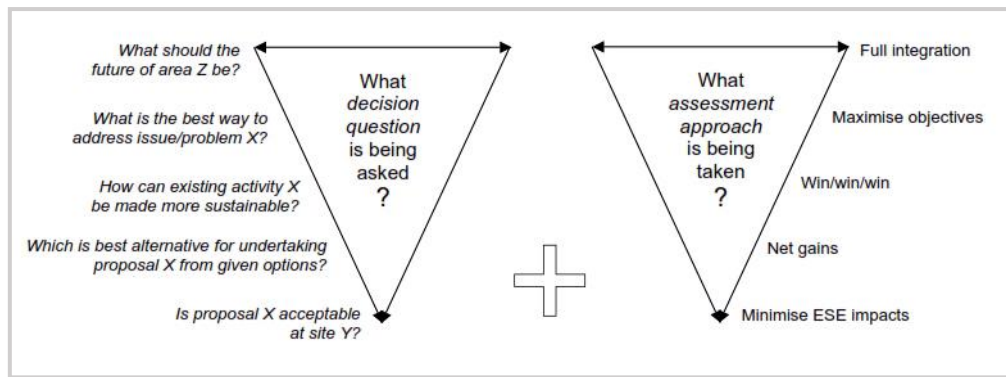 What should the
future of area Z be?
What is the best way to
address issue/problem X?
How can existing activity X
be made more sustainable?
Which is best alternative for undertaking
proposal X from given options?
Is proposal X acceptable
at site Y?
What
decision
question
is being
asked
?
What
assessment
approach
is being
taken
?
Full integration
Maximise objectives
Win/win/win
Net gains
Minimise ESE impacts